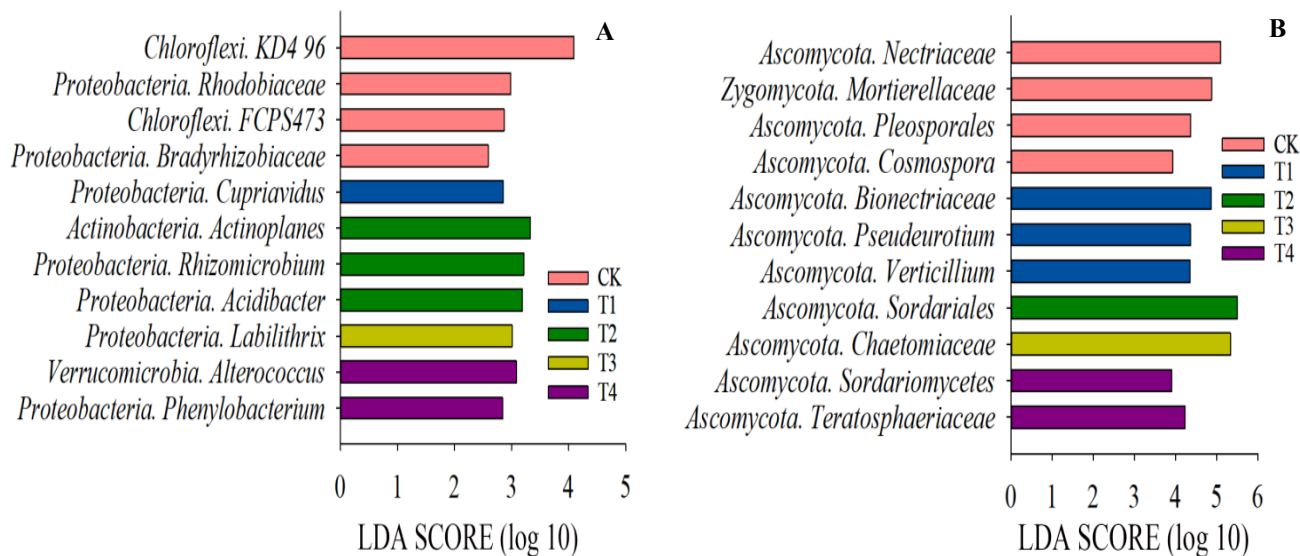 A
Chloroflexi. KD4 96
Proteobacteria. Rhodobiaceae
Chloroflexi. FCPS473
Proteobacteria. Bradyrhizobiaceae
Proteobacteria. Cupriavidus
Actinobacteria. Actinoplanes
Proteobacteria. Rhizomicrobium
Proteobacteria. Acidibacter
Proteobacteria. Labilithrix
Verrucomicrobia. Alterococcus
Proteobacteria. Phenylobacterium
CK
T1
T2
T3
T4
0 1 2 3 4 5
LDA SCORE (log 10)
B
Ascomycota. Nectriaceae
Zygomycota. Mortierellaceae
Ascomycota. Pleosporales
Ascomycota. Cosmospora
Ascomycota. Bionectriaceae
Ascomycota. Pseudeurotium
Ascomycota. Verticillium
Ascomycota. Sordariales
Ascomycota. Chaetomiaceae
Ascomycota. Sordariomycetes
Ascomycota. Teratosphaeriaceae
CK
T1
T2
T3
T4
0 1 2 3 4 5 6
LDA SCORE (log 10)